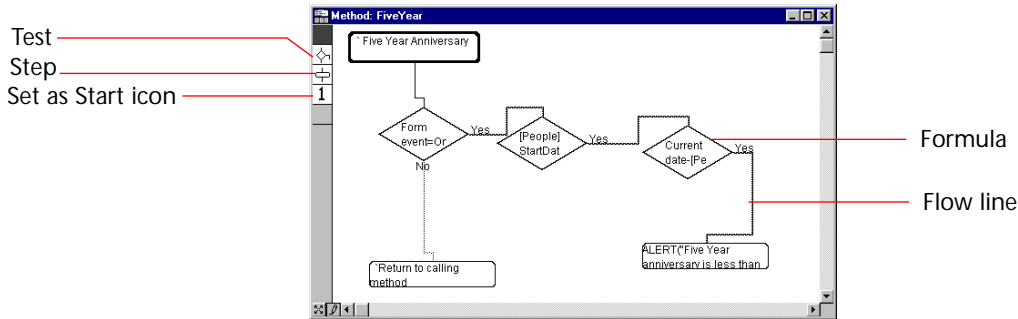 Method: FiveYear
Test
Step
Set as Start icon
1
` Five Year Anniversary
Form
event=Or
Yes
No
[People]
StartDat
Yes
Current
date-[Pe
Yes
Formula
Flow line
ALERT("Five Year
anniversary is less than
`Return to calling
method